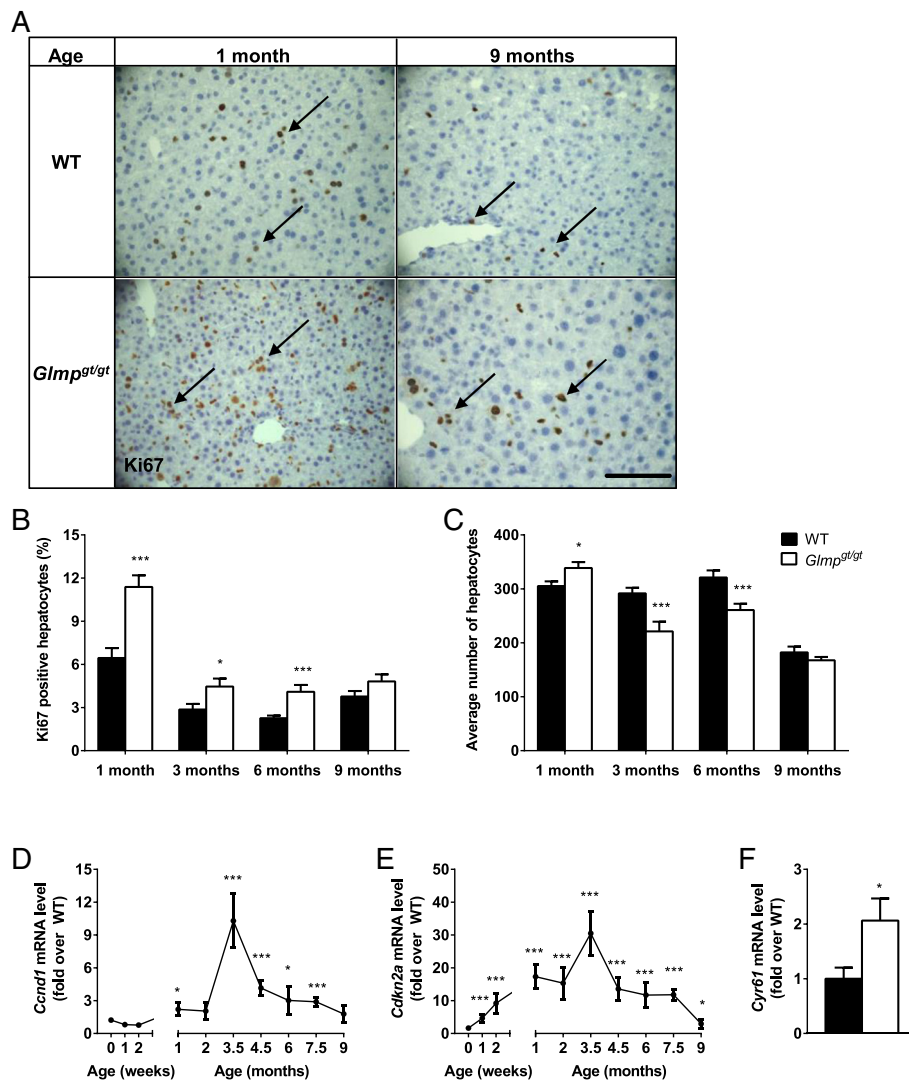 A
Age 1 month 9 months
WT
Glmpgt/gt
Ki67
B
Ki67 positive hepatocytes (%)
15
12
9
6
3
0
***
*
***
1 month 3 months 6 months 9 months
C
Average number of hepatocytes
400
300
200
100
0
*
***
***
1 month 3 months 6 months 9 months
WT
Glmpgt/gt
D
Ccnd1 mRNA level
(fold over WT)
15
12
9
6
3
0
*
***
***
*
***
0 1 2 1 2 3.5 4.5 6 7.5 9
Age (weeks) Age (months)
E
Cdkn2a mRNA level
(fold over WT)
50
40
30
20
10
0
***
***
***
***
***
***
***
***
*
0 1 2 1 2 3.5 4.5 6 7.5 9
Age (weeks) Age (months)
F
Cyr61 mRNA level
(fold over WT)
3
2
1
0
*